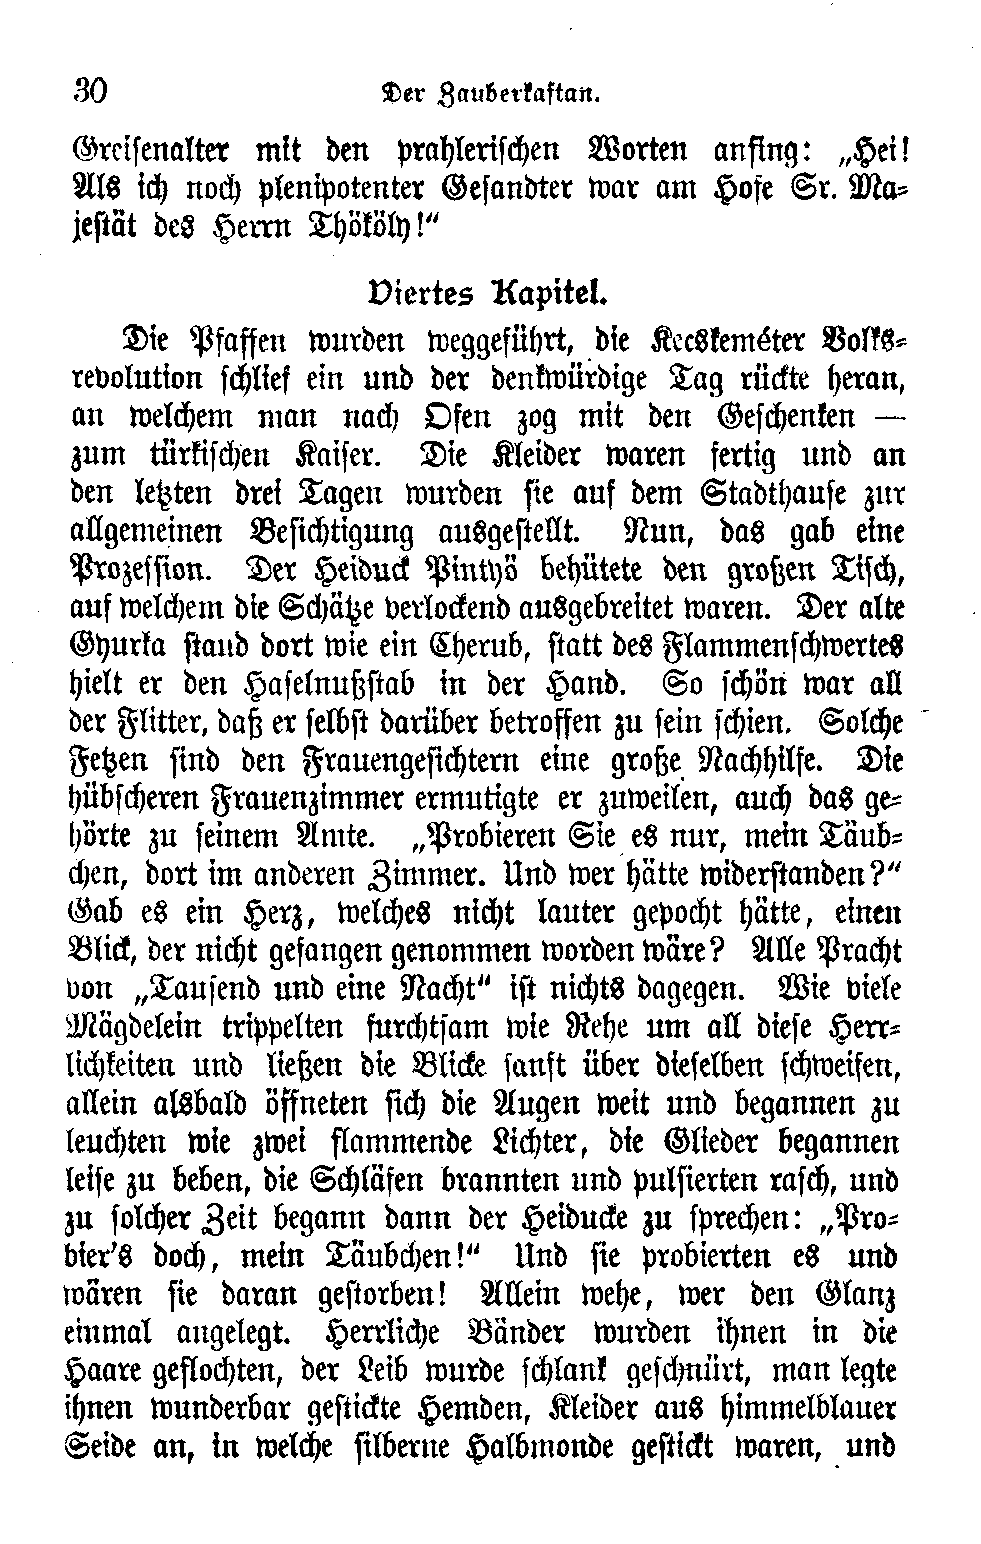 30 Der Zauberkaftan.
Greisenalter mit den prahlerischen Worten anfing: „Hei!
Als ich noch plenipotenter Gesandter war am Hofe Sr. Ma-
jestät des Herrn Thököly!“
Viertes Kapitel.
Die Pfaffen wurden weggeführt, die Kecskeméter Volks-
revolution schlief ein und der denkwürdige Tag rückte heran,
an welchem man nach Ofen zog mit den Geschenken —
zum türkischen Kaiser. Die Kleider waren fertig und an
den letzten drei Tagen wurden sie auf dem Stadthause zur
allgemeinen Besichtigung ausgestellt. Nun, das gab eine
Prozession. Der Heiduck Pintyö behütete den großen Tisch,
auf welchem die Schätze verlockend ausgebreitet waren. Der alte
Gyurka stand dort wie ein Cherub, statt des Flammenschwertes
hielt er den Haselnußstab in der Hand. So schön war all
der Flitter, daß er selbst darüber betroffen zu sein schien. Solche
Fetzen sind den Frauengesichtern eine große Nachhilfe. Die
hübscheren Frauenzimmer ermutigte er zuweilen, auch das ge-
hörte zu seinem Amte. „Probieren Sie es nur, mein Täub-
chen, dort im anderen Zimmer. Und wer hätte widerstanden?“
Gab es ein Herz, welches nicht lauter gepocht hätte, einen
Blick, der nicht gefangen genommen worden wäre? Alle Pracht
von „Tausend und eine Nacht“ ist nichts dagegen. Wie viele
Mägdelein trippelten furchtsam wie Rehe um all diese Herr-
lichkeiten und ließen die Blicke sanft über dieselben schweifen,
allein alsbald öffneten sich die Augen weit und begannen zu
leuchten wie zwei flammende Lichter, die Glieder begannen
leise zu beben, die Schläfen brannten und pulsierten rasch, und
zu solcher Zeit begann dann der Heiducke zu sprechen: „Pro-
bier's doch, mein Täubchen!“ Und sie probierten es und
wären sie daran gestorben! Allein wehe, wer den Glanz
einmal angelegt. Herrliche Bänder wurden ihnen in die
Haare geflochten, der Leib wurde schlank geschnürt, man legte
ihnen wunderbar gestickte Hemden, Kleider aus himmelblauer
Seide an, in welche silberne Halbmonde gestickt waren, und